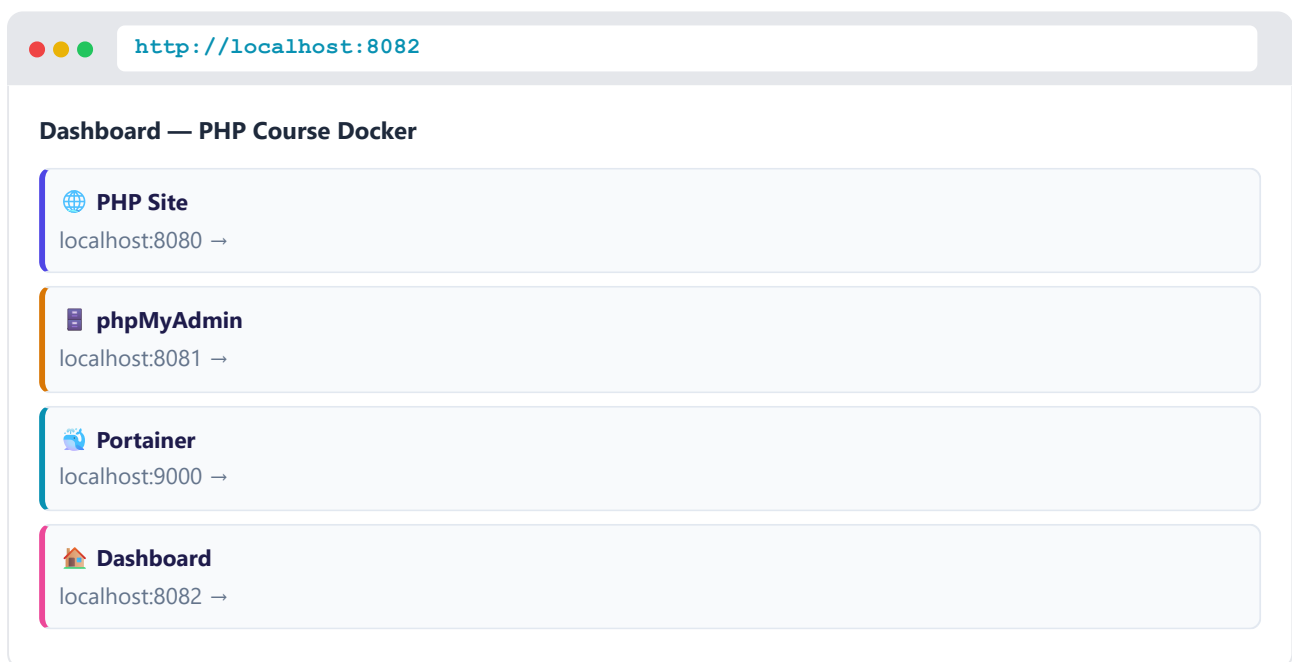 http://localhost:8082
Dashboard — PHP Course Docker
PHP Site
localhost:8080 →
phpMyAdmin
localhost:8081 →
Portainer
localhost:9000 →
Dashboard
localhost:8082 →